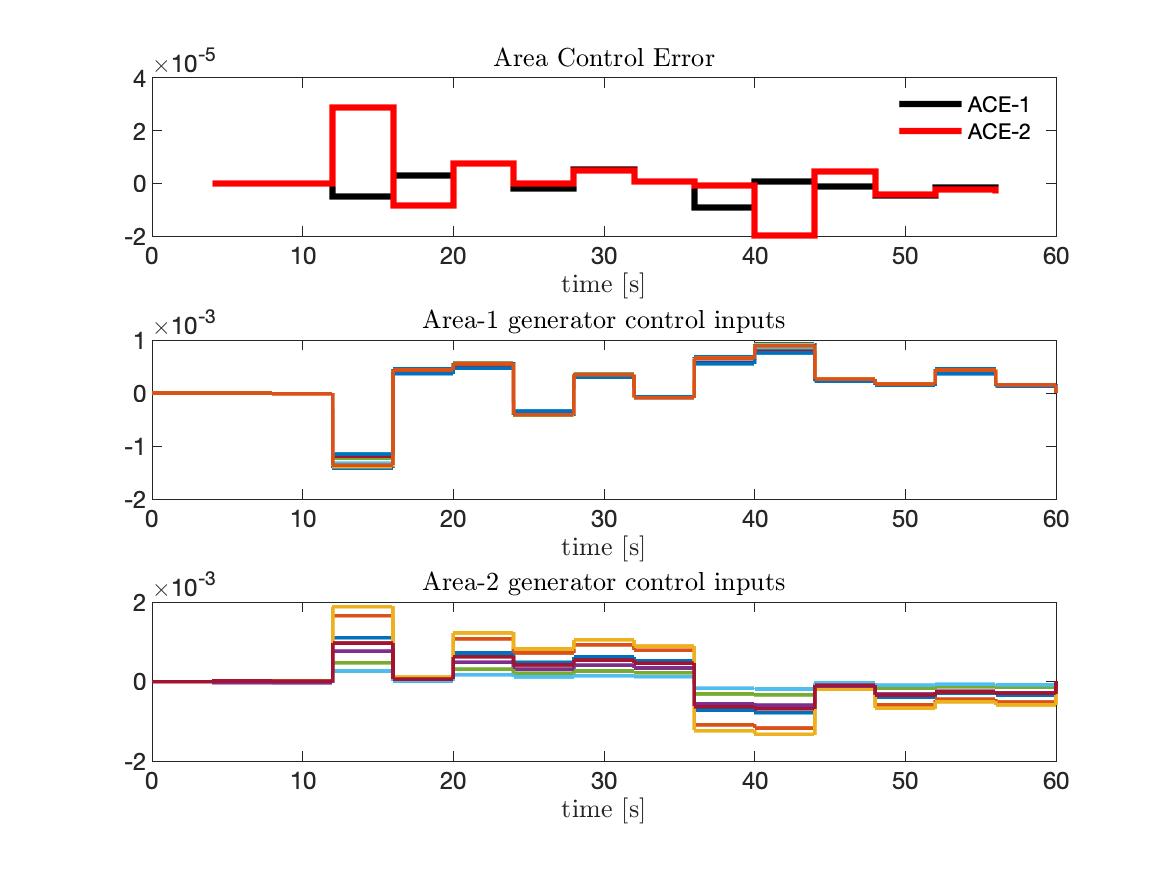 ×10-5
Area Control Error
4
2
0
-2
ACE-1
ACE-2
0 10 20 30 40 50 60
time [s]
×10-3
Area-1 generator control inputs
1
0
-1
-2
0 10 20 30 40 50 60
time [s]
×10-3
Area-2 generator control inputs
2
0
-2
0 10 20 30 40 50 60
time [s]